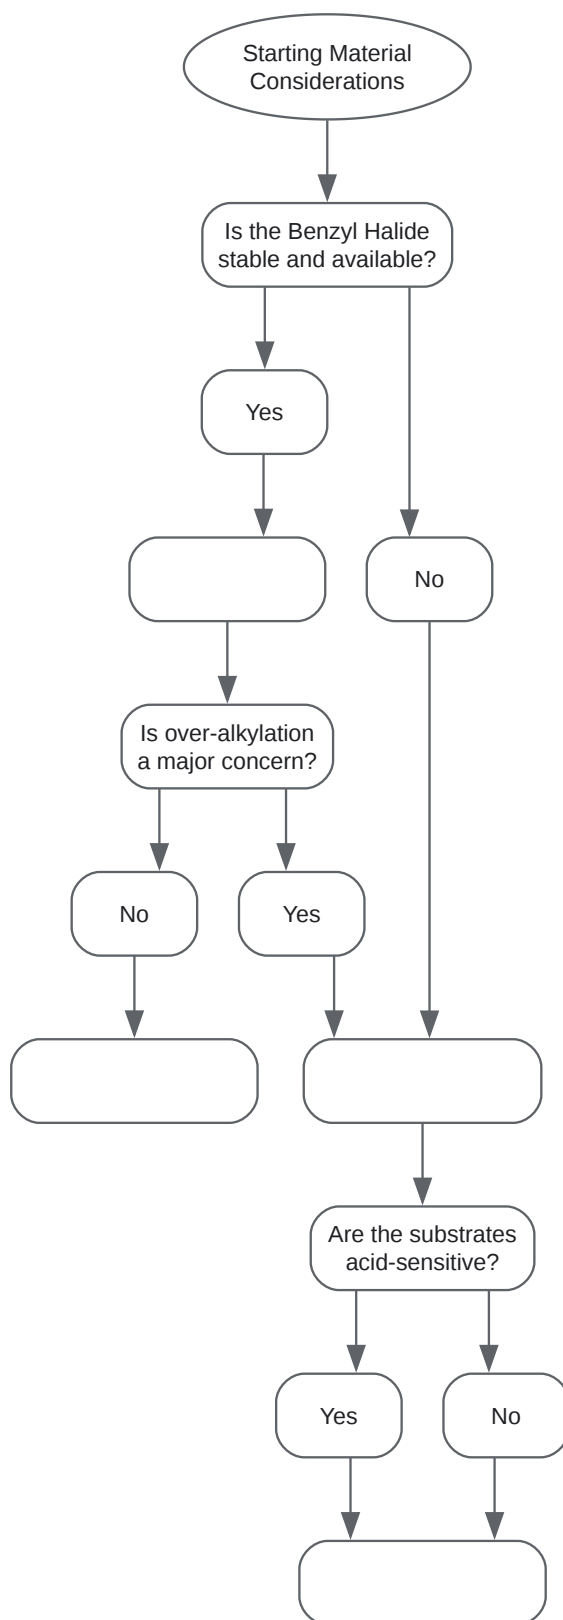 Starting Material
Considerations
Is the Benzyl Halide
stable and available?
Yes
No
Is over-alkylation
a major concern?
No
Yes
Are the substrates
acid-sensitive?
Yes
No